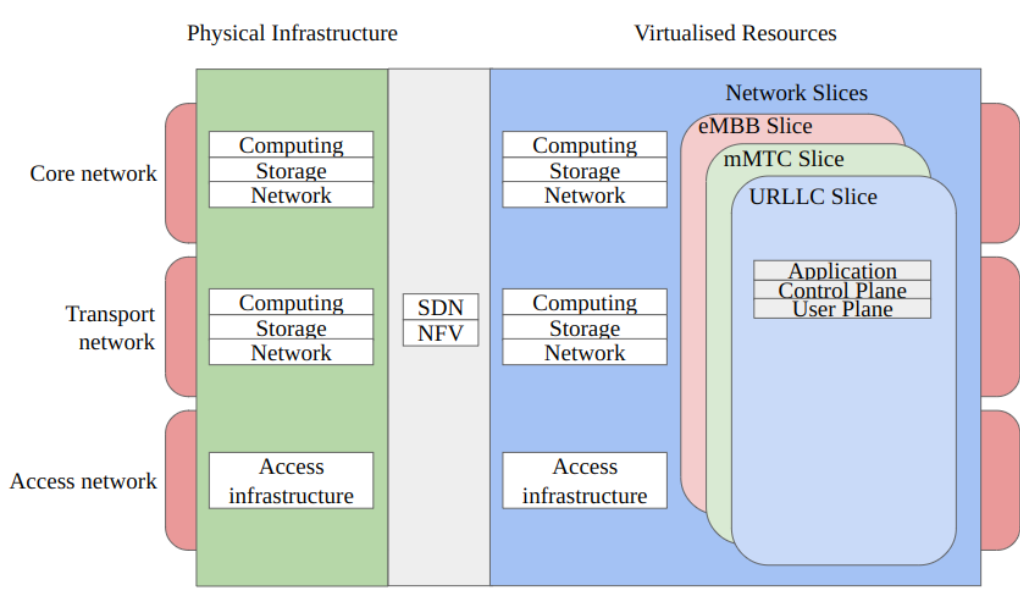 Physical Infrastructure
Virtualised Resources
Network Slices
eMBB Slice
mMTC Slice
URLLC Slice
Core network
Computing
Storage
Network
Computing
Storage
Network
Application
Control Plane
User Plane
Transport
network
Computing
Storage
Network
SDN
NFV
Computing
Storage
Network
Access network
Access
infrastructure
Access
infrastructure